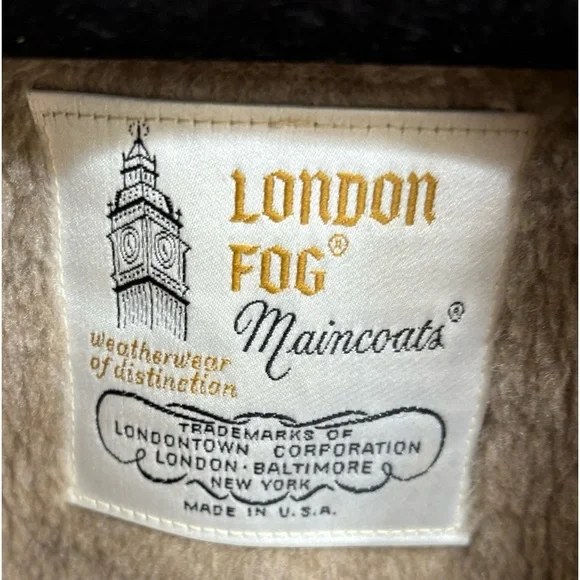 LONDON
FOG®
Maincoats®
weatherwear
of distinction
TRADEMARKS OF
LONDONTOWN CORPORATION
LONDON · BALTIMORE
NEW YORK
MADE IN U.S.A.